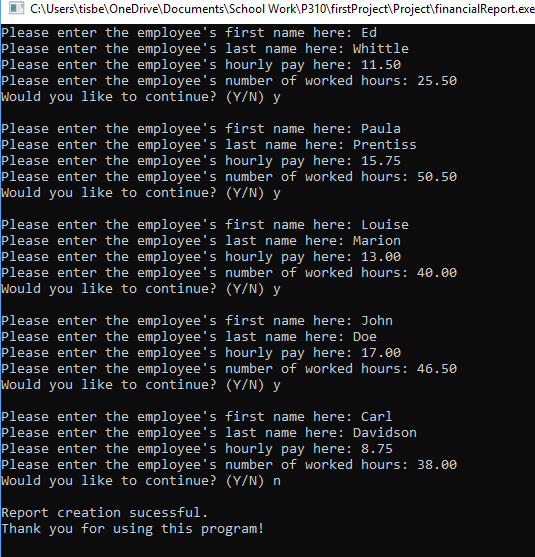 C:\Users\tisbe\OneDrive\Documents\School Work\P310\firstProject\Project\financialReport.exe
Please enter the employee's first name here: Ed
Please enter the employee's last name here: Whittle
Please enter the employee's hourly pay here: 11.50
Please enter the employee's number of worked hours: 25.50
Would you like to continue? (Y/N) y
Please enter the employee's first name here: Paula
Please enter the employee's last name here: Prentiss
Please enter the employee's hourly pay here: 15.75
Please enter the employee's number of worked hours: 50.50
Would you like to continue? (Y/N) y
Please enter the employee's first name here: Louise
Please enter the employee's last name here: Marion
Please enter the employee's hourly pay here: 13.00
Please enter the employee's number of worked hours: 40.00
Would you like to continue? (Y/N) y
Please enter the employee's first name here: John
Please enter the employee's last name here: Doe
Please enter the employee's hourly pay here: 17.00
Please enter the employee's number of worked hours: 46.50
Would you like to continue? (Y/N) y
Please enter the employee's first name here: Carl
Please enter the employee's last name here: Davidson
Please enter the employee's hourly pay here: 8.75
Please enter the employee's number of worked hours: 38.00
Would you like to continue? (Y/N) n
Report creation sucessful.
Thank you for using this program!